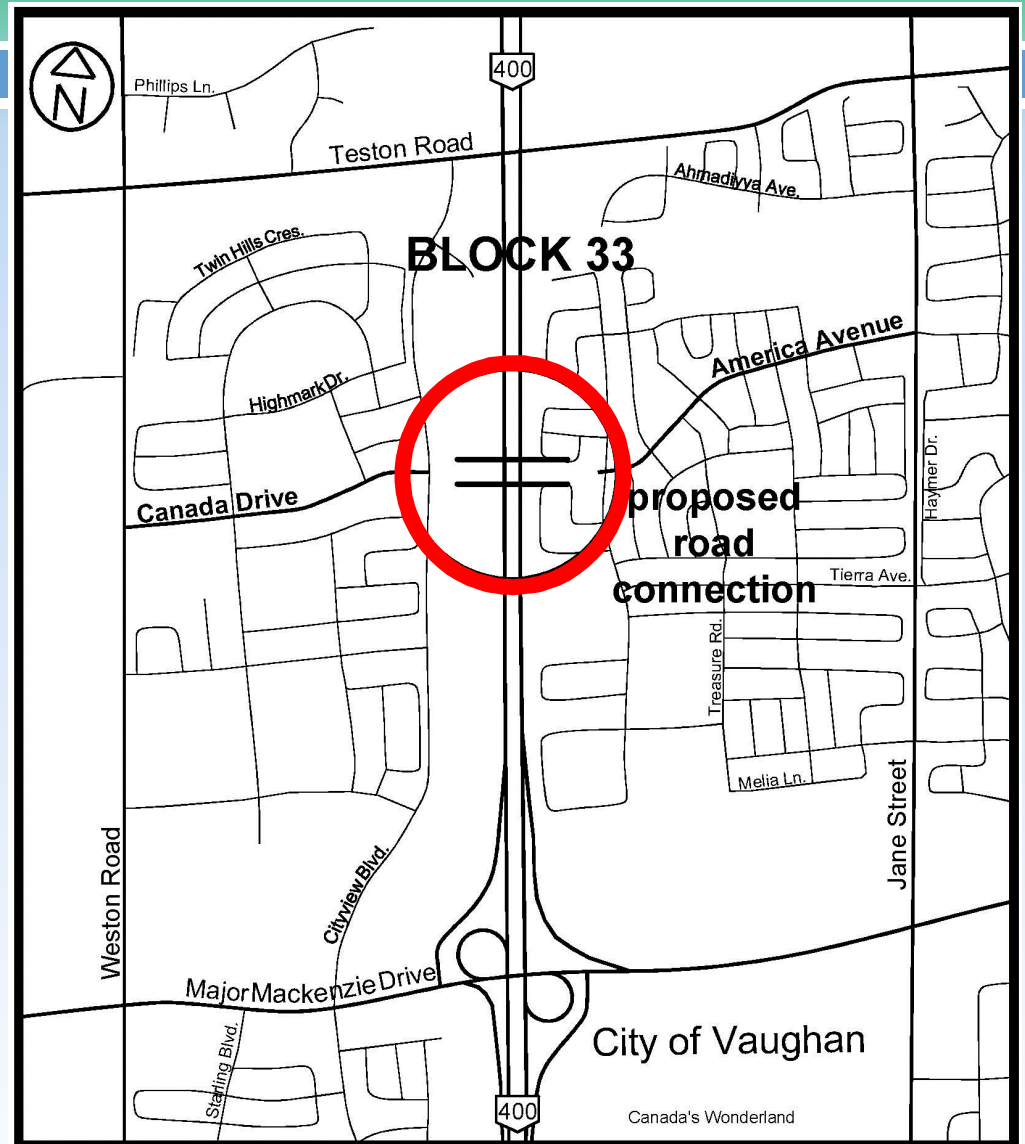 400
N
Phillips Ln.
Teston Road
Ahmadiyya Ave.
Twin Hills Cres.
BLOCK 33
America Avenue
Highmark Dr.
Canada Drive
proposed
road
connection
Haymer Dr.
Tierra Ave.
Treasure Rd.
Melia Ln.
Jane Street
Weston Road
Cityview Blvd.
Major Mackenzie Drive
Starling Blvd.
City of Vaughan
400
Canada's Wonderland